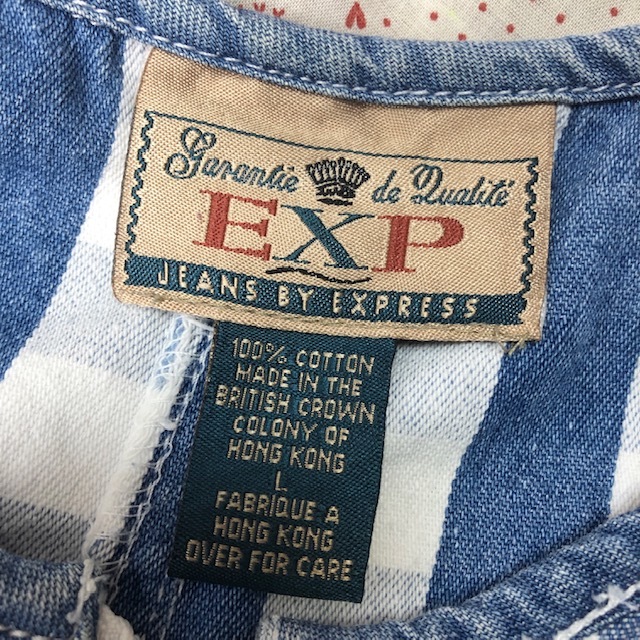 Garantie de Qualité
EXP
JEANS BY EXPRESS
100% COTTON
MADE IN THE
BRITISH CROWN
COLONY OF
HONG KONG
L
FABRIQUE A
HONG KONG
OVER FOR CARE